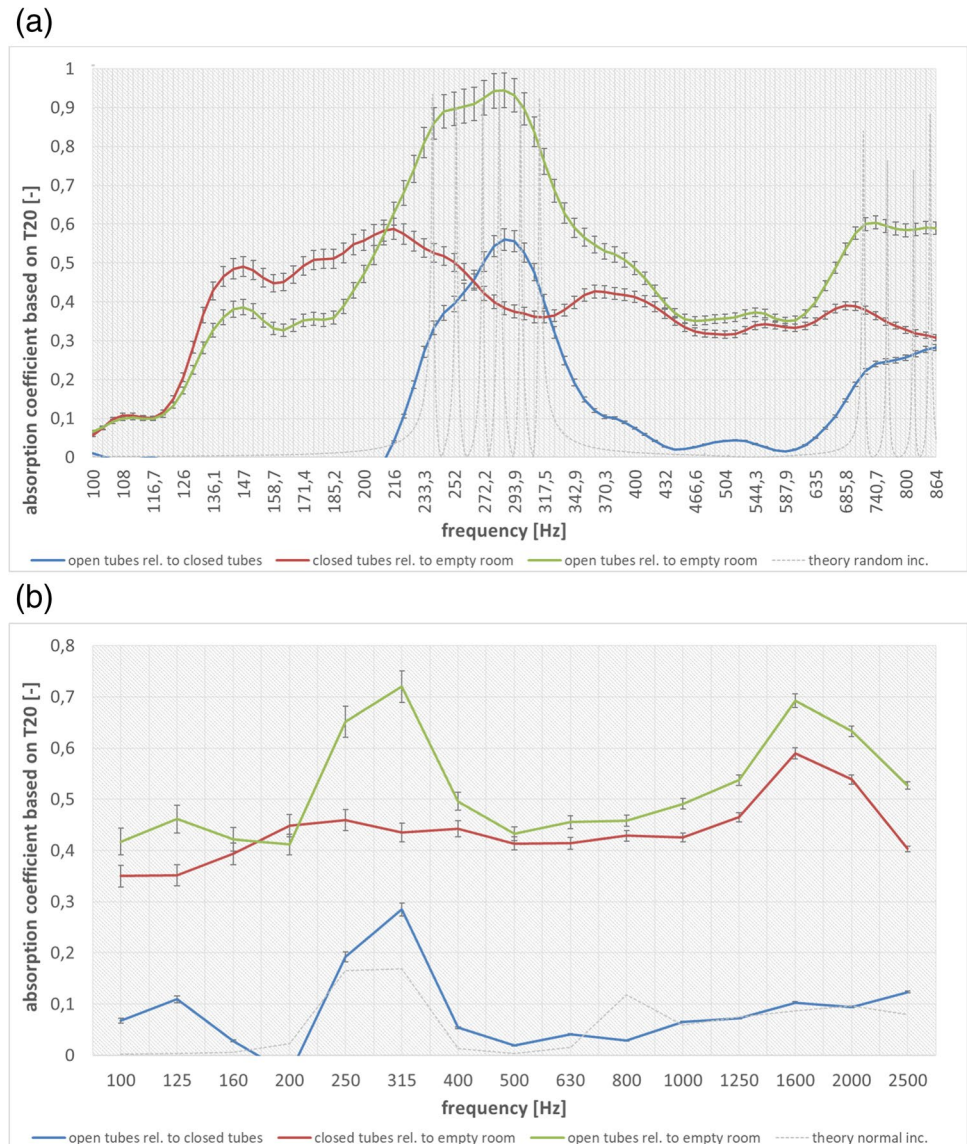 (a)
absorption coefficient based on T20 [-]
1
0,9
0,8
0,7
0,6
0,5
0,4
0,3
0,2
0,1
0
100 108 116,7 126 136,1 147 158,7 171,4 185,2 200 216 233,3 252 272,2 293,9 317,5 342,9 370,3 400 432 466,6 504 544,3 587,9 635 685,8 740,7 800 864
frequency [Hz]
open tubes rel. to closed tubes closed tubes rel. to empty room open tubes rel. to empty room theory random inc.
(b)
absorption coefficient based on T20 [-]
0,8
0,7
0,6
0,5
0,4
0,3
0,2
0,1
0
100 125 160 200 250 315 400 500 630 800 1000 1250 1600 2000 2500
frequency [Hz]
open tubes rel. to closed tubes closed tubes rel. to empty room open tubes rel. to empty room theory normal inc.